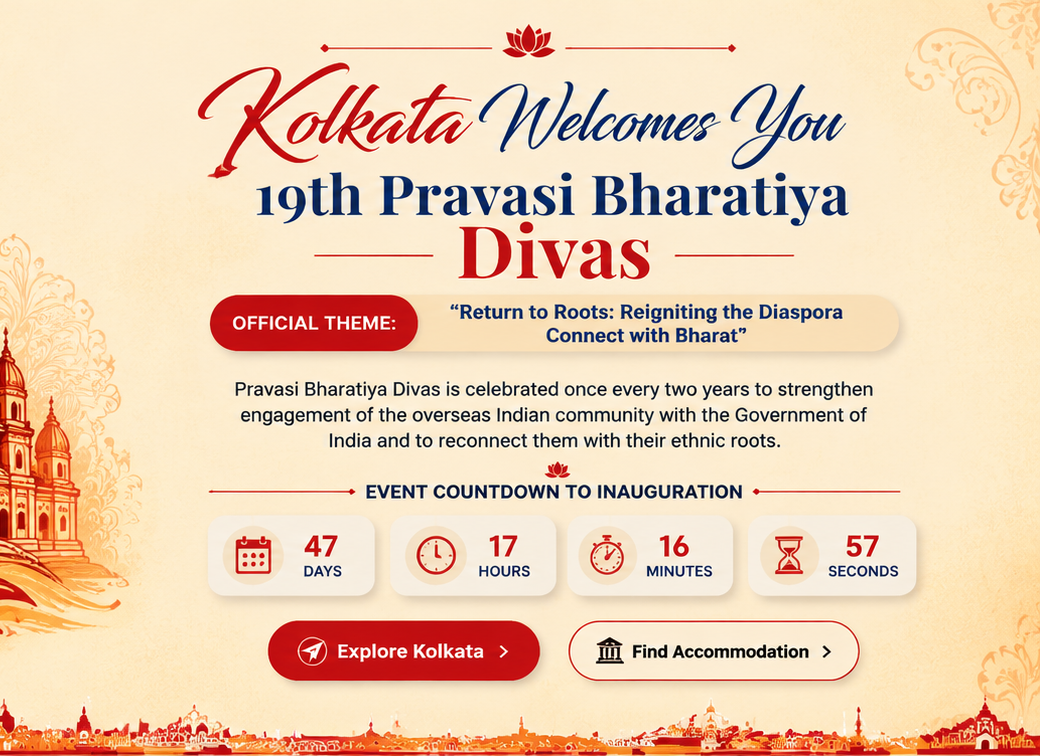 Kolkata Welcomes You
19th Pravasi Bharatiya
Divas
OFFICIAL THEME:
“Return to Roots: Reigniting the Diaspora
Connect with Bharat”
Pravasi Bharatiya Divas is celebrated once every two years to strengthen
engagement of the overseas Indian community with the Government of
India and to reconnect them with their ethnic roots.
EVENT COUNTDOWN TO INAUGURATION
47
DAYS
17
HOURS
16
MINUTES
57
SECONDS
Explore Kolkata
Find Accommodation